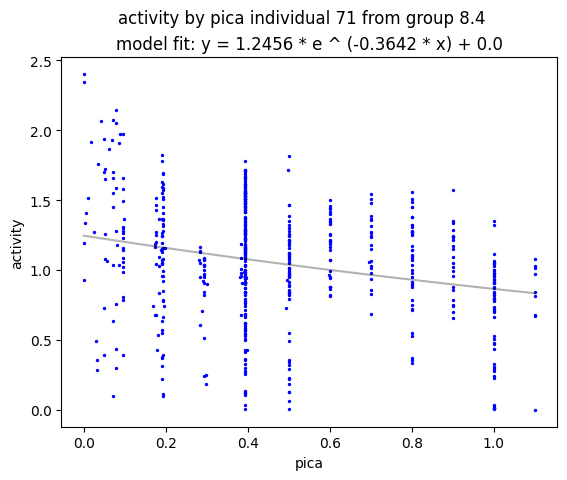 activity by pica individual 71 from group 8.4
model fit: y = 1.2456 * e ^ (-0.3642 * x) + 0.0
2.5
2.0
1.5
1.0
0.5
0.0
activity
0.0 0.2 0.4 0.6 0.8 1.0
pica